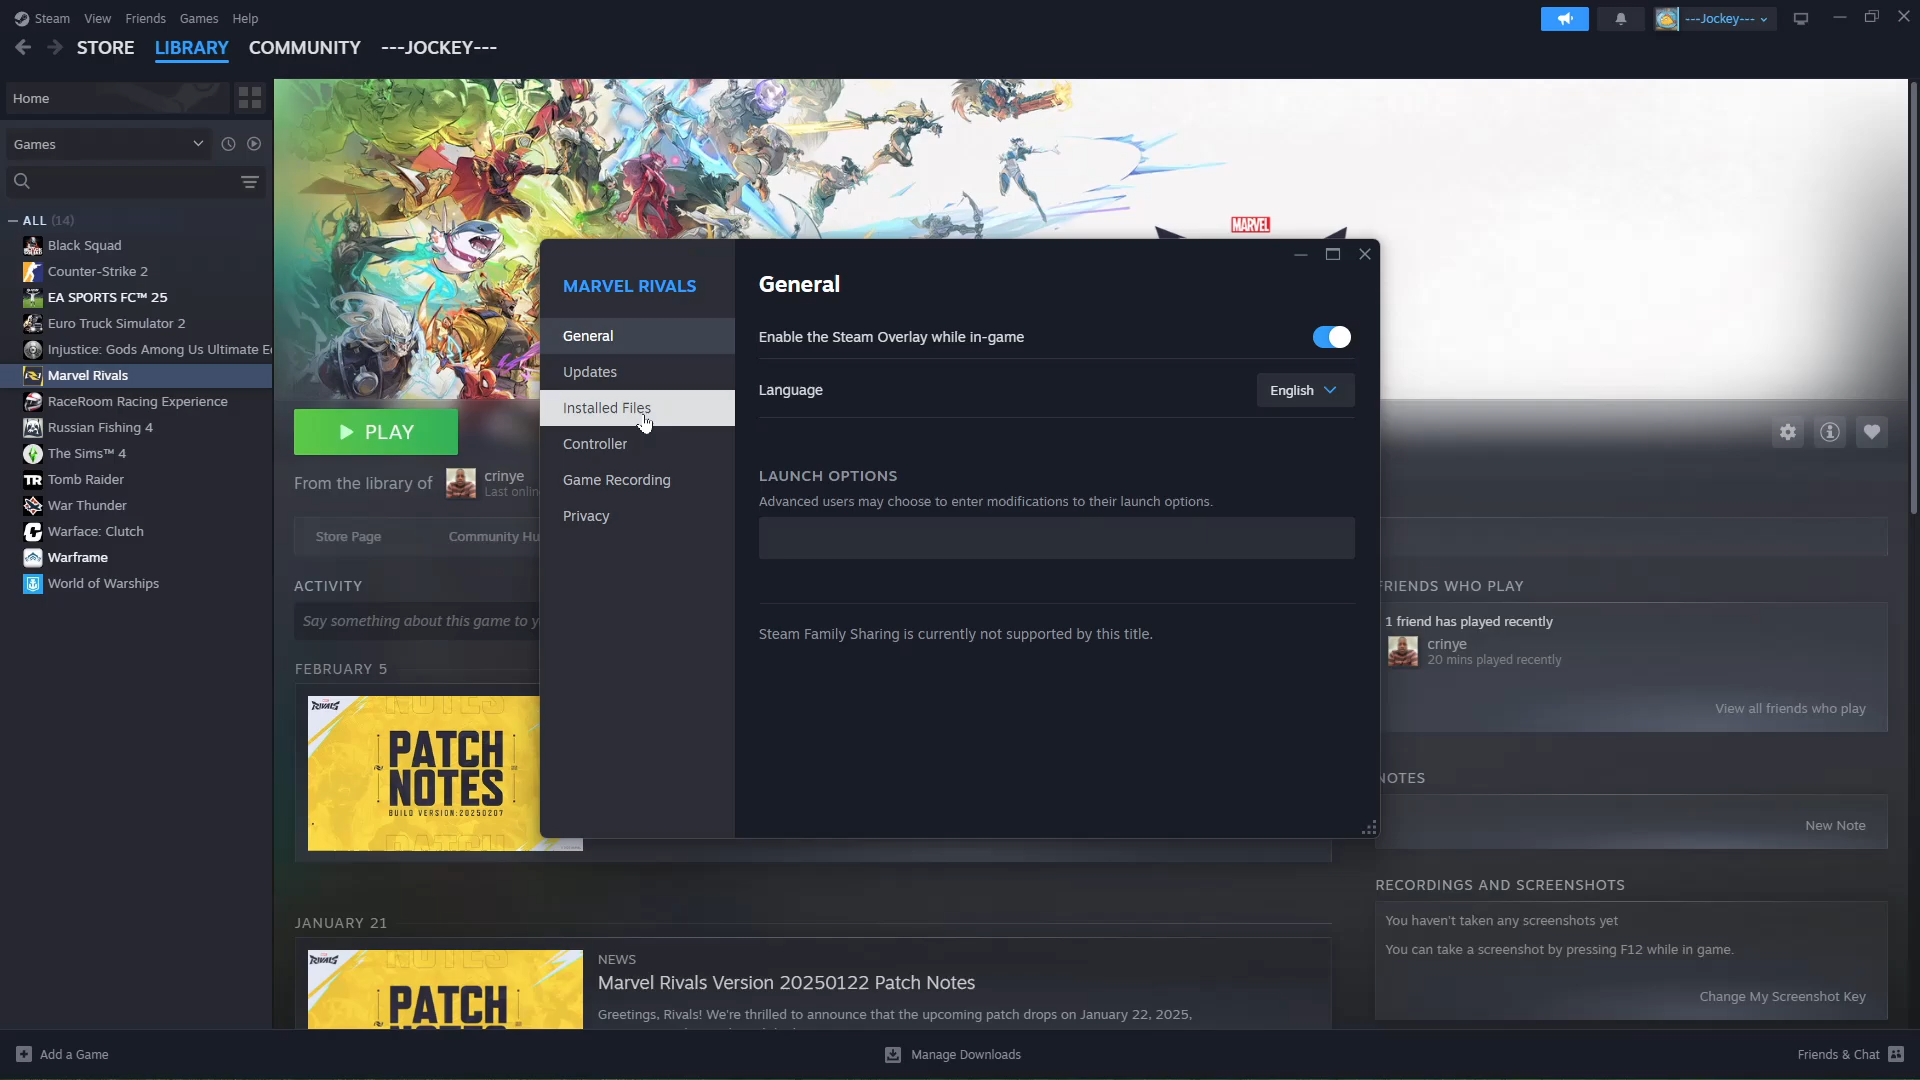 Steam View Friends Games Help
---Jockey---
STORE LIBRARY COMMUNITY ---JOCKEY---
Home
Games
ALL (14)
Black Squad
Counter-Strike 2
EA SPORTS FC™ 25
Euro Truck Simulator 2
Injustice: Gods Among Us Ultimate E
Marvel Rivals
RaceRoom Racing Experience
Russian Fishing 4
The Sims™ 4
Tomb Raider
War Thunder
Warface: Clutch
Warframe
World of Warships
MARVEL
PLAY
From the library of crinye
Last onlin
Store Page Community Hu
ACTIVITY
Say something about this game to y
FEBRUARY 5
RIVALS
PATCH
NOTES
BUILD VERSION:20250207
JANUARY 21
RIVALS
PATCH
NEWS
Marvel Rivals Version 20250122 Patch Notes
Greetings, Rivals! We're thrilled to announce that the upcoming patch drops on January 22, 2025,
MARVEL RIVALS
General
Updates
Installed Files
Controller
Game Recording
Privacy
General
Enable the Steam Overlay while in-game
Language English
LAUNCH OPTIONS
Advanced users may choose to enter modifications to their launch options.
Steam Family Sharing is currently not supported by this title.
FRIENDS WHO PLAY
1 friend has played recently
crinye
20 mins played recently
View all friends who play
NOTES
New Note
RECORDINGS AND SCREENSHOTS
You haven't taken any screenshots yet
You can take a screenshot by pressing F12 while in game.
Change My Screenshot Key
Add a Game Manage Downloads Friends & Chat